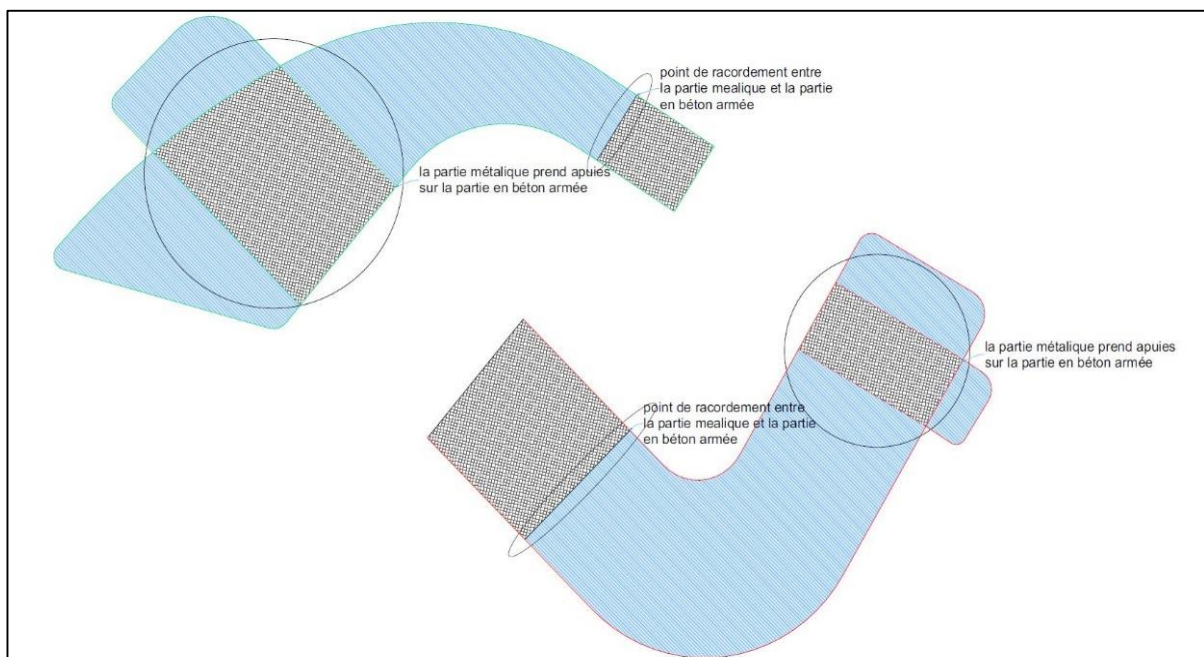 point de racordement entre
la partie mealique et la partie
en béton armée
la partie métalique prend apuies
sur la partie en béton armée
la partie métalique prend apuies
sur la partie en béton armée
point de racordement entre
la partie mealique et la partie
en béton armée